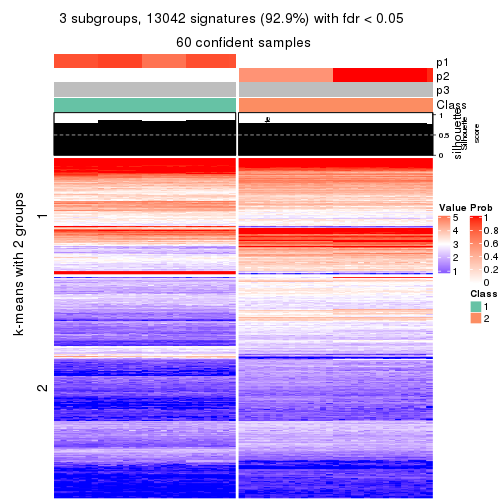 3 subgroups, 13042 signatures (92.9%) with fdr < 0.05
60 confident samples
p1
p2
p3
Class
1
0.5
0
silhouette
Silhouette
score
k-means with 2 groups
1
2
Value
5
4
3
2
1
Prob
1
0.8
0.6
0.4
0.2
0
Class
1
2